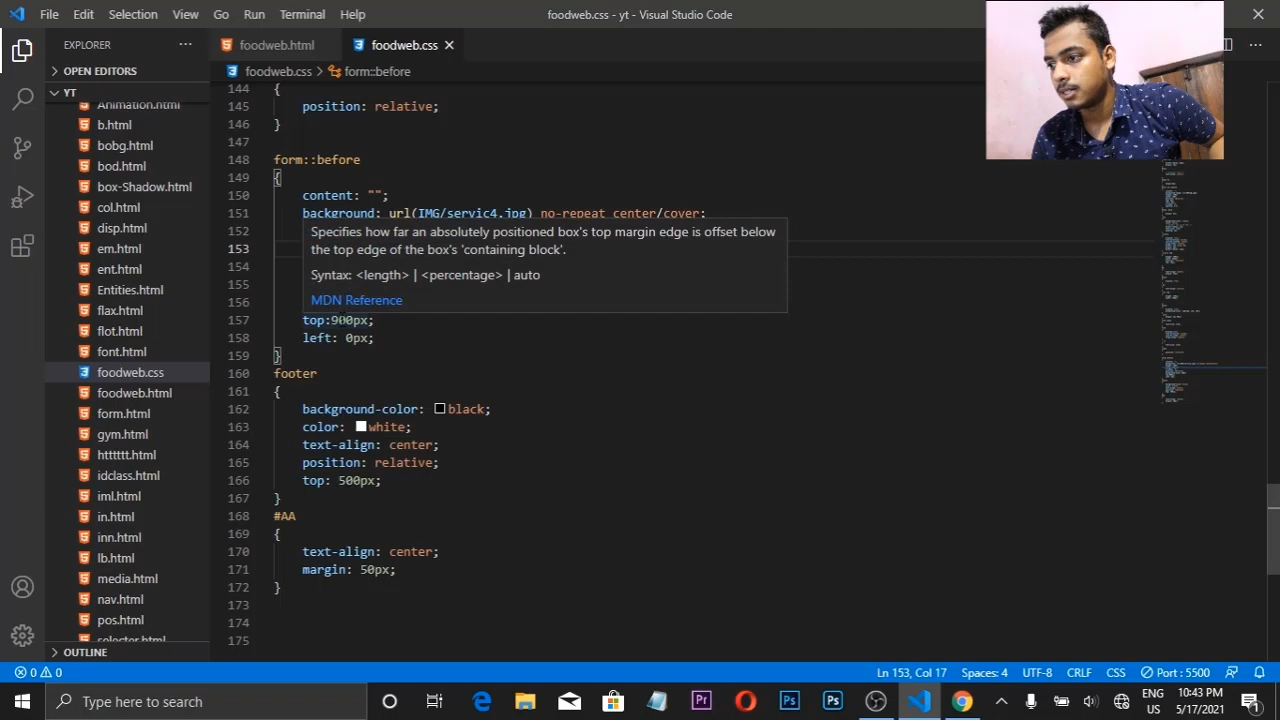 File Edit Selection View Go Run Terminal Help foodweb.css - yt - Visual Studio Code
EXPLORER
foodweb.html foodweb.css
OPEN EDITORS
foodweb.css > form::before
YT
Animation.html
b.html
bobg.html
bod.html
box-Shadow.html
col.html
disp.html
em.html
ent.html
Entities.html
flax.html
flot.html
font.html
foodweb.css
foodweb.html
form.html
gym.html
httttttt.html
idclass.html
iml.html
in.html
inn.html
lb.html
media.html
nav.html
pos.html
selecter.html
OUTLINE
144 {
145 position: relative;
146 }
147
148 form::before
149 {
150 content: "";
151 background: url(IMG/servic4.jpg) no-repeat center/cover;
152
153
154
155
156
Specifies how far an absolutely positioned box's top margin edge is offset below
the top edge of the box's 'containing block'.
Syntax: <length> | <percentage> | auto
MDN Reference
157 top:900px;
158 left: 0px;
159 }
160 footer
161 {
162 background-color: black;
163 color: white;
164 text-align: center;
165 position: relative;
166 top: 500px;
167 }
168 #AA
169 {
170 text-align: center;
171 margin: 50px;
172 }
173
174
175
0 0 Ln 153, Col 17 Spaces: 4 UTF-8 CRLF CSS Port : 5500
Type here to search
ENG
US
10:43 PM
5/17/2021